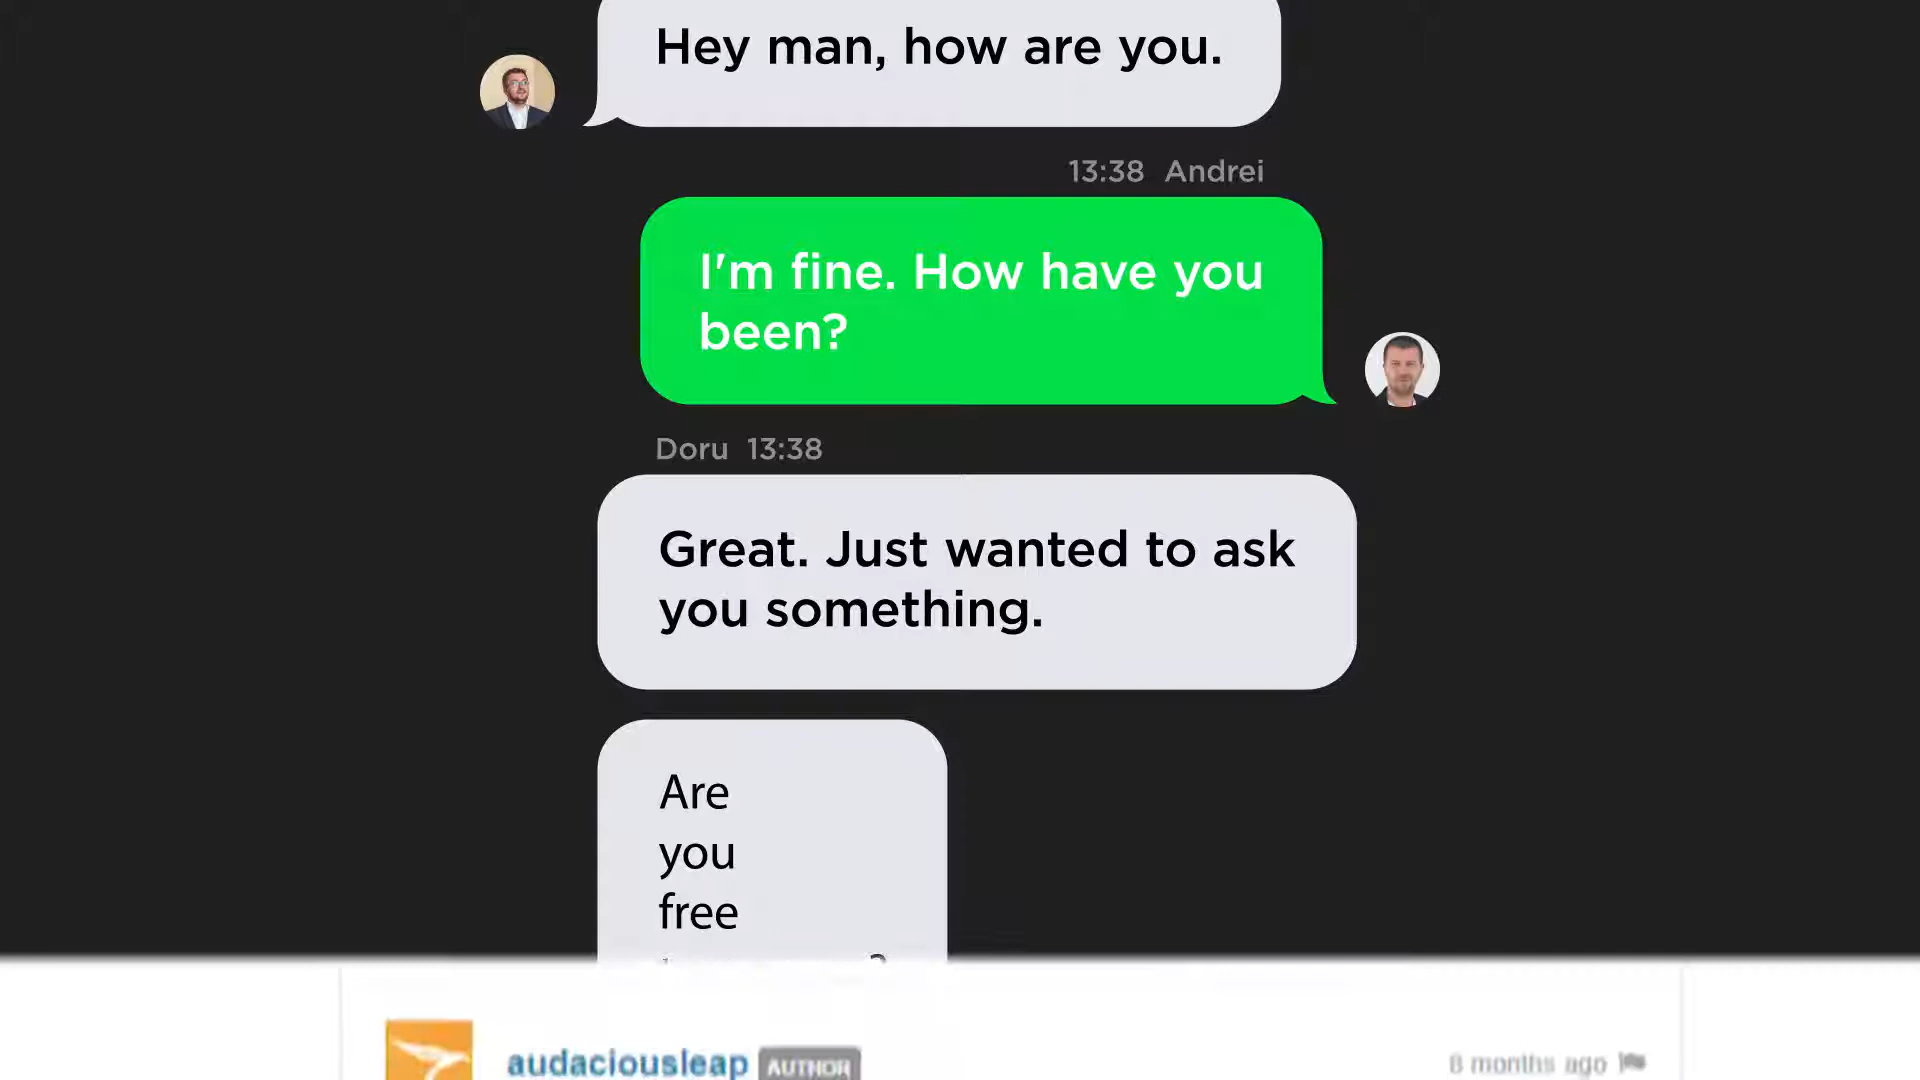 Hey man, how are you.
13:38 Andrei
I'm fine. How have you
been?
Doru 13:38
Great. Just wanted to ask
you something.
Are
you
free
audaciousleap AUTHOR
8 months ago